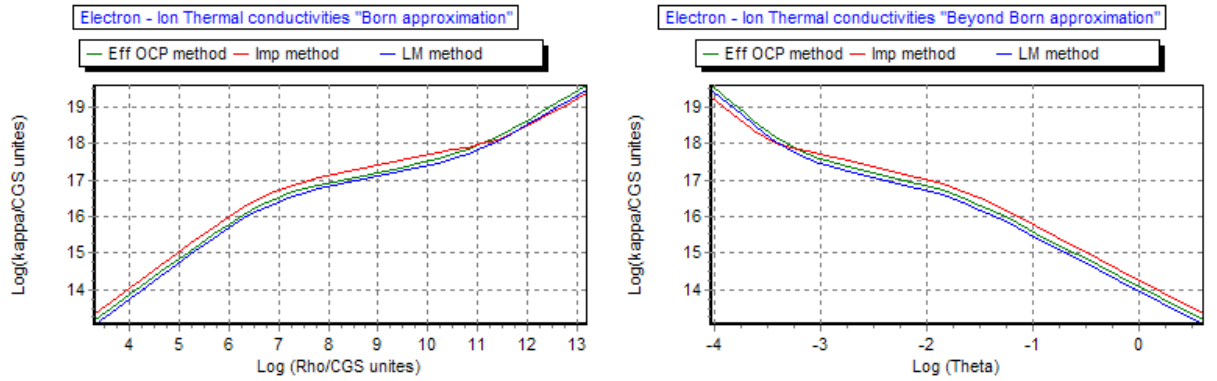 Electron - Ion Thermal conductivities "Born approximation"
Eff OCP method Imp method LM method
Log(kappa/CGS unites)
19
18
17
16
15
14
4 5 6 7 8 9 10 11 12 13
Log (Rho/CGS unites)
Electron - Ion Thermal conductivities "Beyond Born approximation"
Eff OCP method Imp method LM method
Log(kappa/CGS unites)
19
18
17
16
15
14
-4 -3 -2 -1 0
Log (Theta)